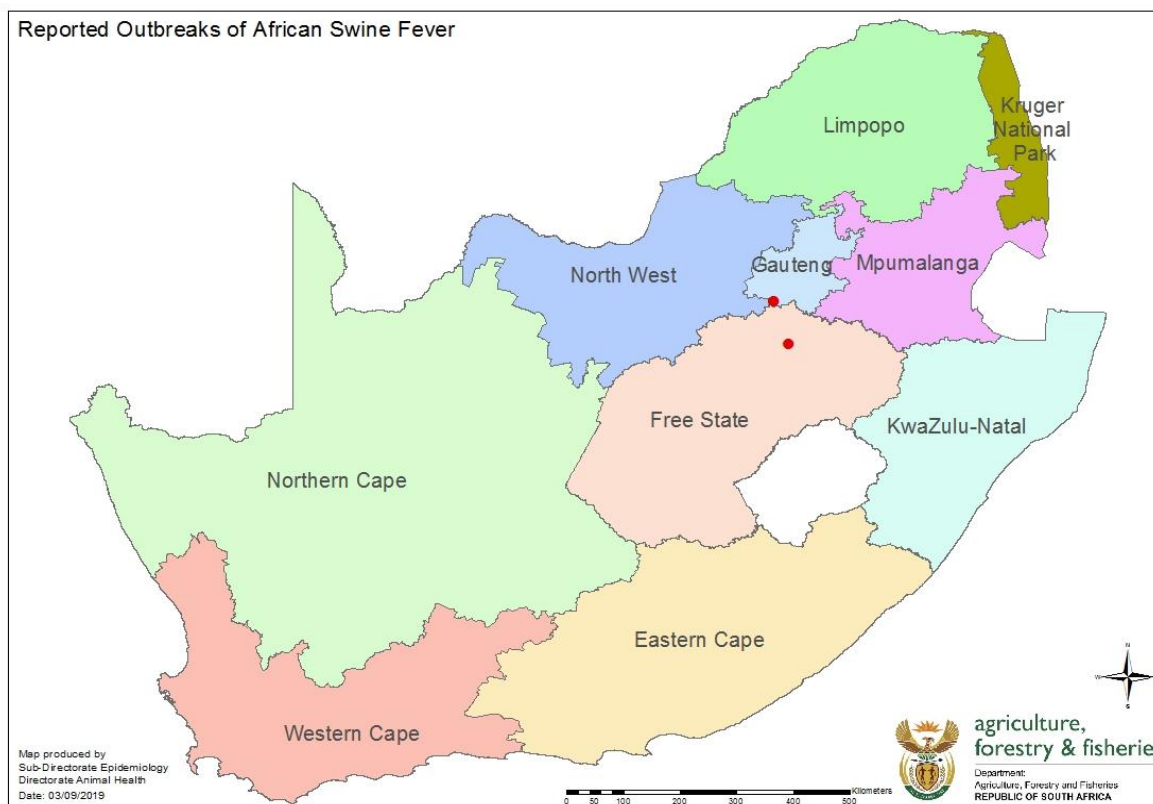 Reported Outbreaks of African Swine Fever
Limpopo
Kruger
National
Park
North West
Gauteng
Mpumalanga
Free State
KwaZulu-Natal
Northern Cape
Eastern Cape
Western Cape
N
W
S
Map produced by
Sub-Directorate Epidemiology
Directorate Animal Health
Date: 03/09/2019
Kilometers
0 50 100 200 300 400 500
agriculture,
forestry & fisherie
Department:
Agriculture, Forestry and Fisheries
REPUBLIC OF SOUTH AFRICA